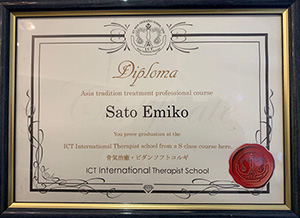 Diploma
Asia tradition treatment professional course
Sato Emiko
You prove graduation at the
ICT International Therapist school from a 9 class course here.
骨気治癒・ビダンソフトコルギ
ICT International Therapist School